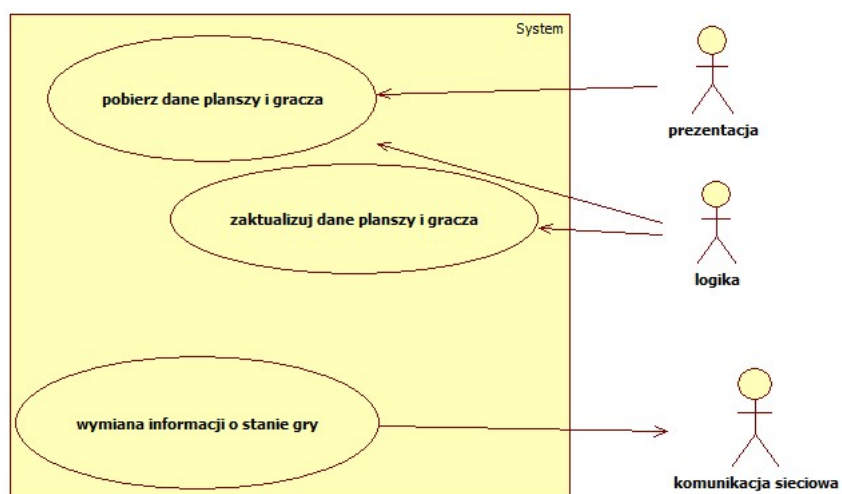 System
pobierz dane planszy i gracza
prezentacja
zaktualizuj dane planszy i gracza
logika
wymiana informacji o stanie gry
komunikacja sieciowa